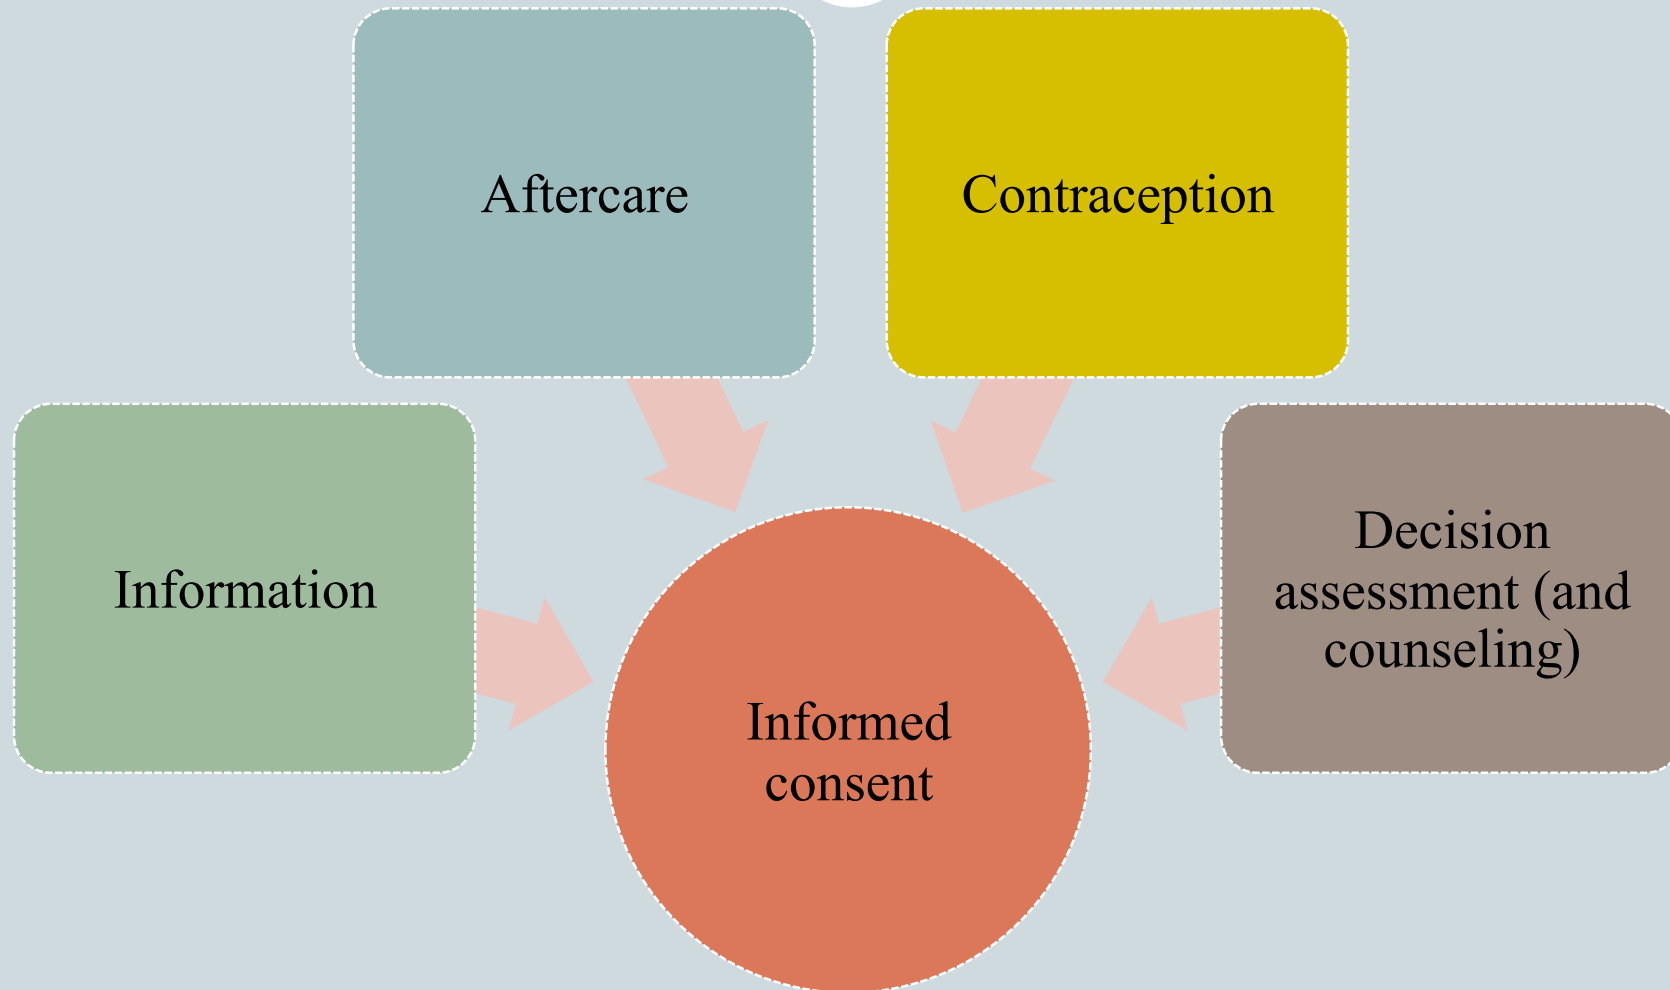 Aftercare
Contraception
Information
Decision
assessment (and
counseling)
Informed
consent